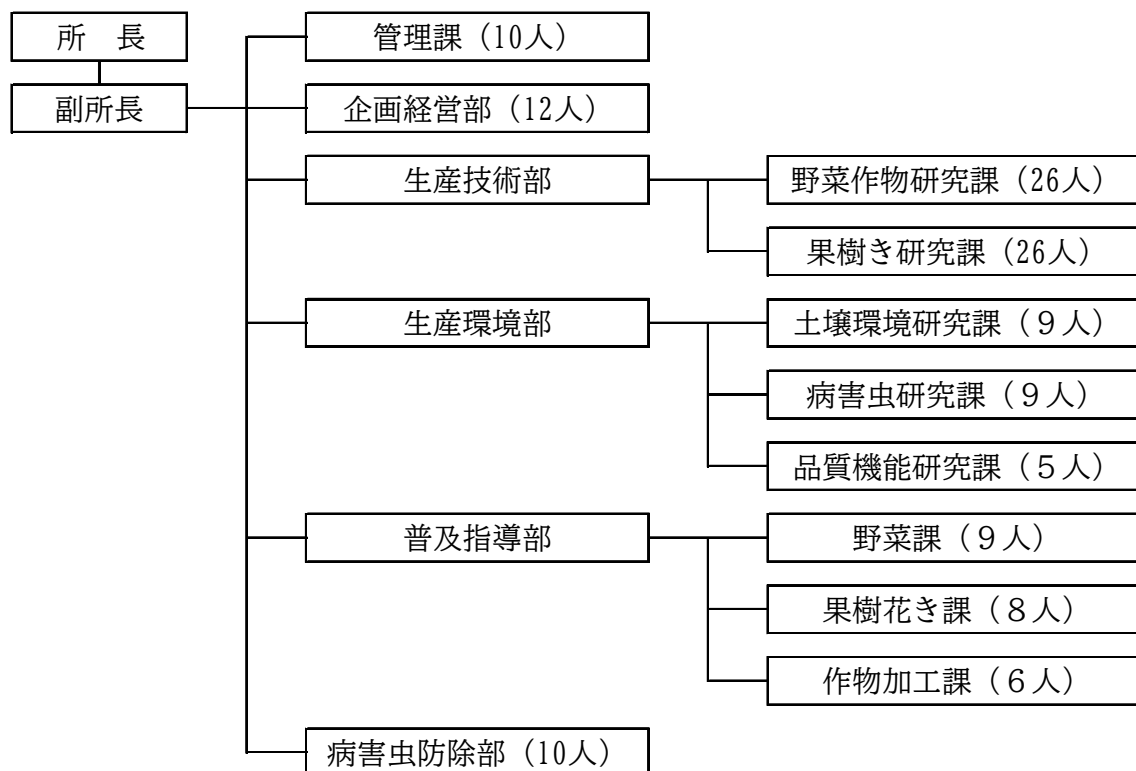 所　長
管理課（10人）
副所長
企画経営部（12人）
生産技術部
野菜作物研究課（26人）
果樹き研究課（26人）
生産環境部
土壌環境研究課（９人）
病害虫研究課（９人）
品質機能研究課（５人）
普及指導部
野菜課（９人）
果樹花き課（８人）
作物加工課（６人）
病害虫防除部（10人）